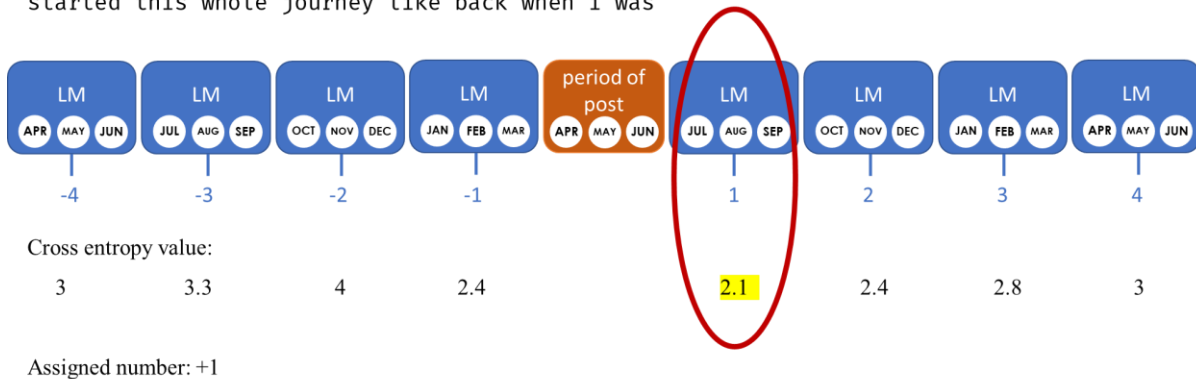 started this whole journey like back when i was
period of
post
LM LM LM LM LM LM LM LM
APR MAY JUN JUL AUG SEP OCT NOV DEC JAN FEB MAR APR MAY JUN JUL AUG SEP OCT NOV DEC JAN FEB MAR APR MAY JUN
-4 -3 -2 -1 1 2 3 4
Cross entropy value:
3 3.3 4 2.4 2.1 2.4 2.8 3
Assigned number: +1